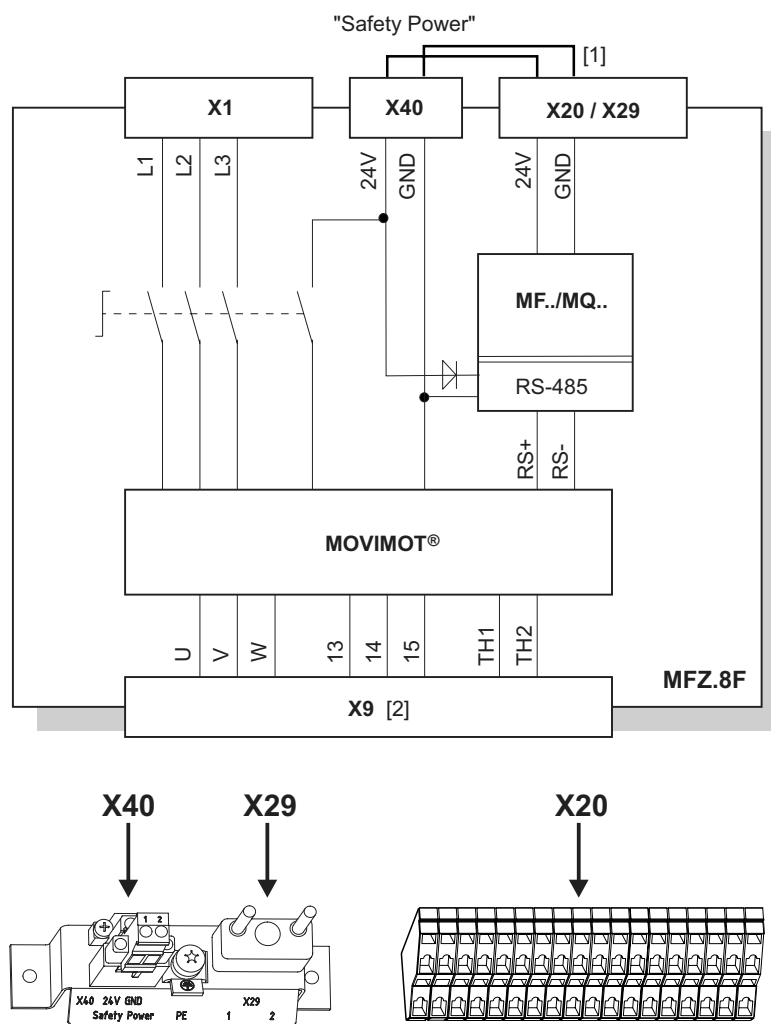 "Safety Power"
[1]
X1
X40
X20 / X29
L1
L2
L3
24V
GND
24V
GND
MF../MQ..
RS-485
RS+
RS-
MOVIMOT®
U
V
W
13
14
15
TH1
TH2
MFZ.8F
X9 [2]
X40
X29
X20
1 2
X40 24V GND X29
Safety Power PE 1 2